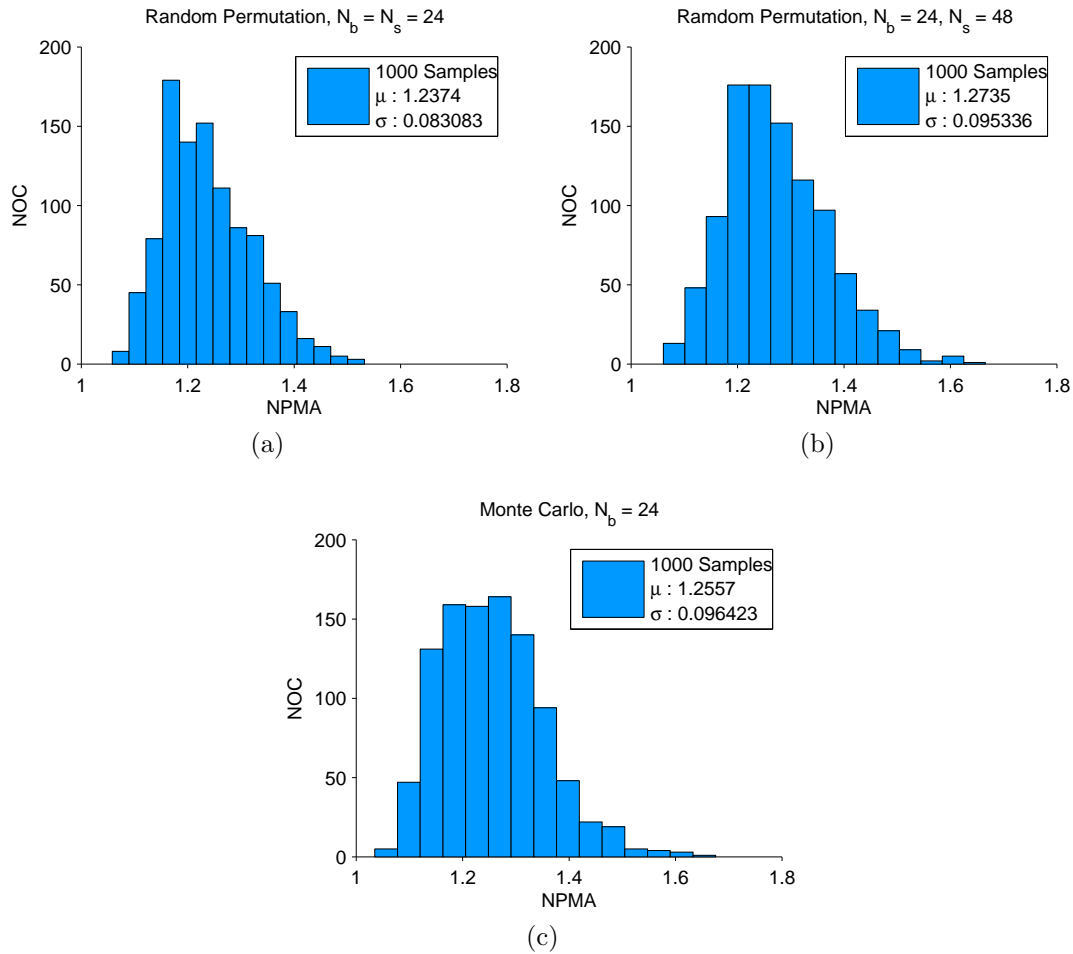 Random Permutation, N_b = N_s = 24
200
150
100
50
0
NOC
1000 Samples
μ : 1.2374
σ : 0.083083
1 1.2 1.4 1.6 1.8
NPMA
(a)
Ramdom Permutation, N_b = 24, N_s = 48
200
150
100
50
0
NOC
1000 Samples
μ : 1.2735
σ : 0.095336
1 1.2 1.4 1.6 1.8
NPMA
(b)
Monte Carlo, N_b = 24
200
150
100
50
0
NOC
1000 Samples
μ : 1.2557
σ : 0.096423
1 1.2 1.4 1.6 1.8
NPMA
(c)